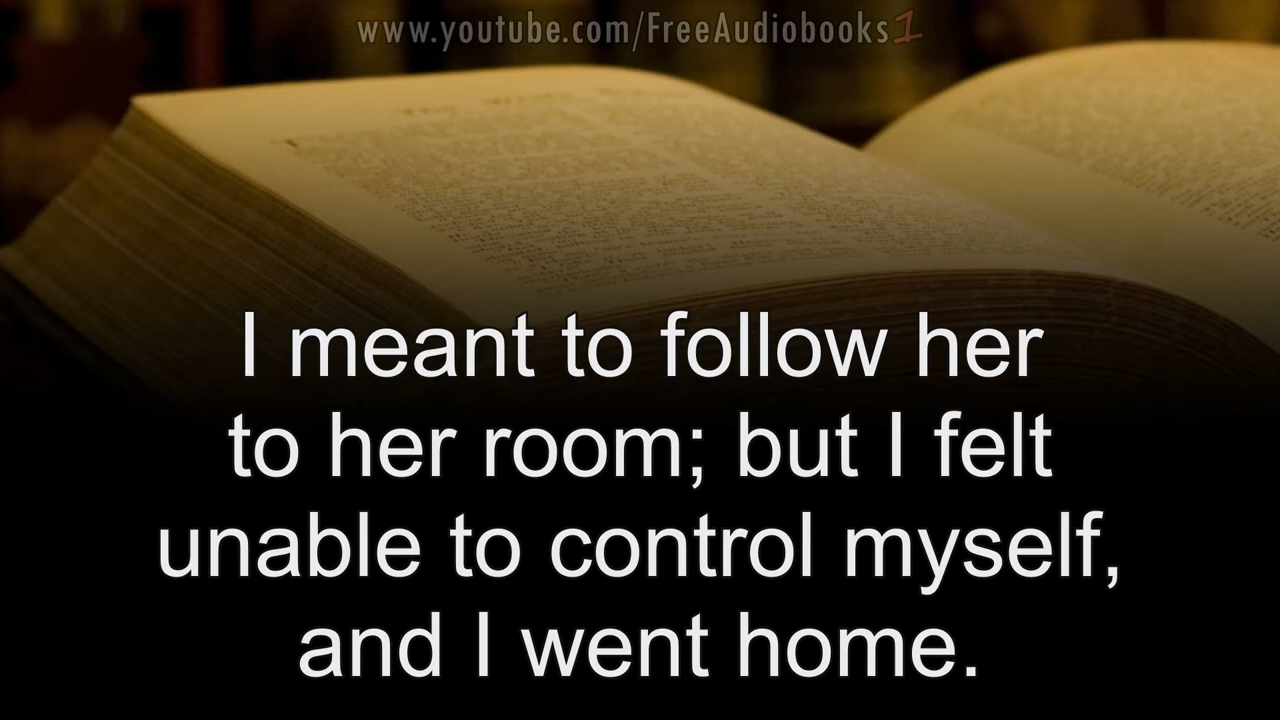 www.youtube.com/FreeAudiobooks1
I meant to follow her
to her room; but I felt
unable to control myself,
and I went home.